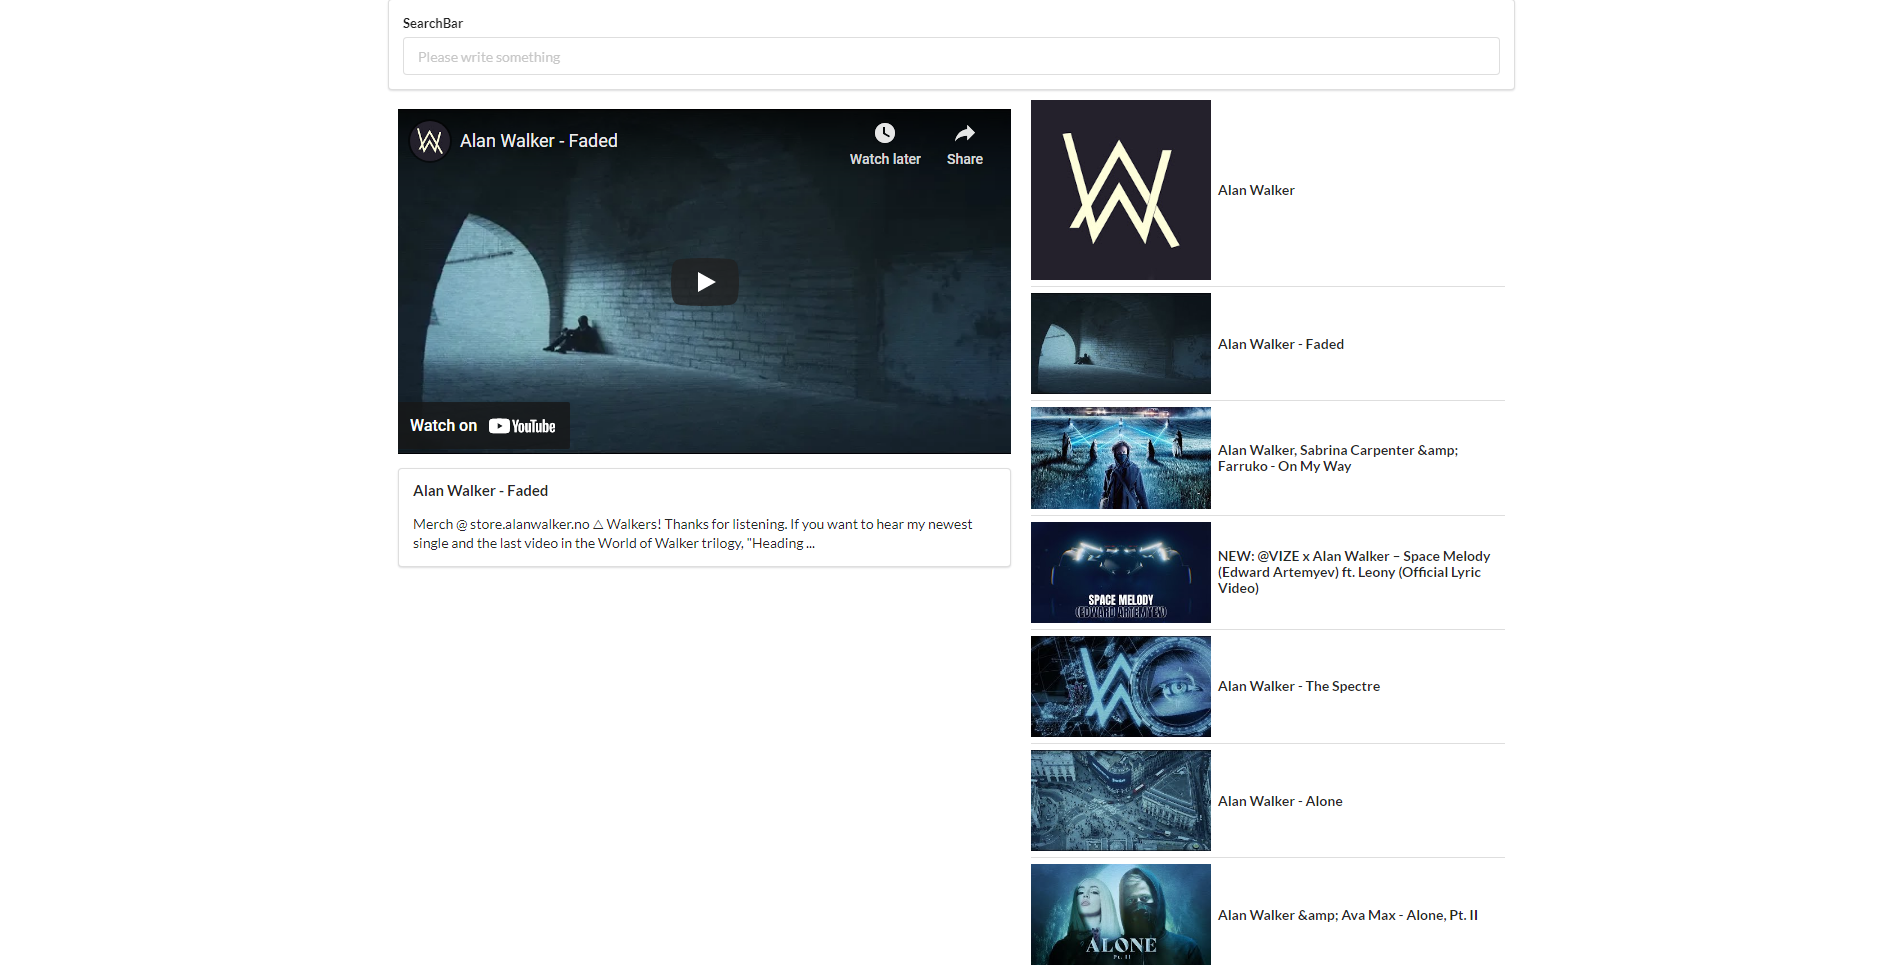 SearchBar
Please write something
Alan Walker - Faded
Watch later
Share
Watch on YouTube
Alan Walker - Faded
Merch @ store.alanwalker.no △ Walkers! Thanks for listening. If you want to hear my newest
single and the last video in the World of Walker trilogy, "Heading ...
Alan Walker
Alan Walker - Faded
Alan Walker, Sabrina Carpenter &amp;
Farruko - On My Way
SPACE MELODY
(EDWARD ARTEMYEV)
NEW: @VIZE x Alan Walker – Space Melody
(Edward Artemyev) ft. Leony (Official Lyric
Video)
Alan Walker - The Spectre
Alan Walker - Alone
ALONE
Pt. II
Alan Walker &amp; Ava Max - Alone, Pt. II